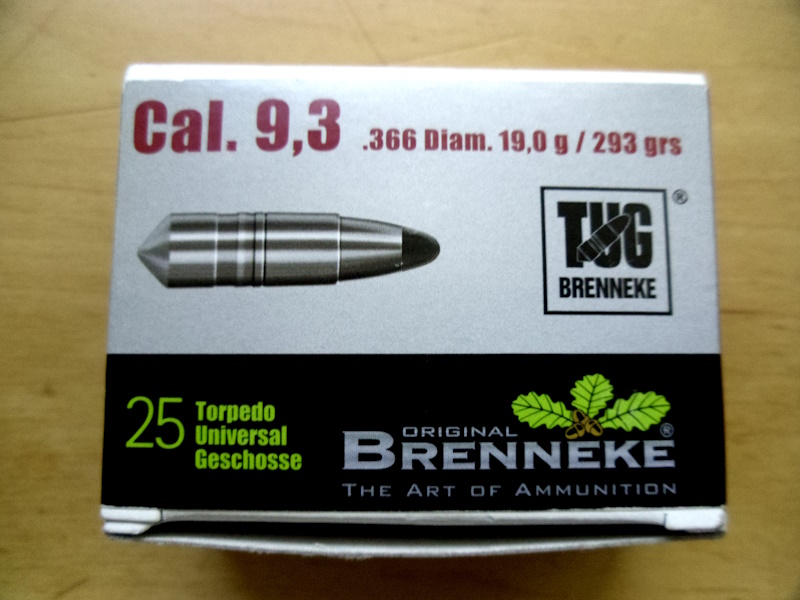 Cal. 9,3 .366 Diam. 19,0 g / 293 grs
TUG ®
BRENNEKE
25 Torpedo
Universal
Geschosse
ORIGINAL
BRENNEKE ®
THE ART OF AMMUNITION